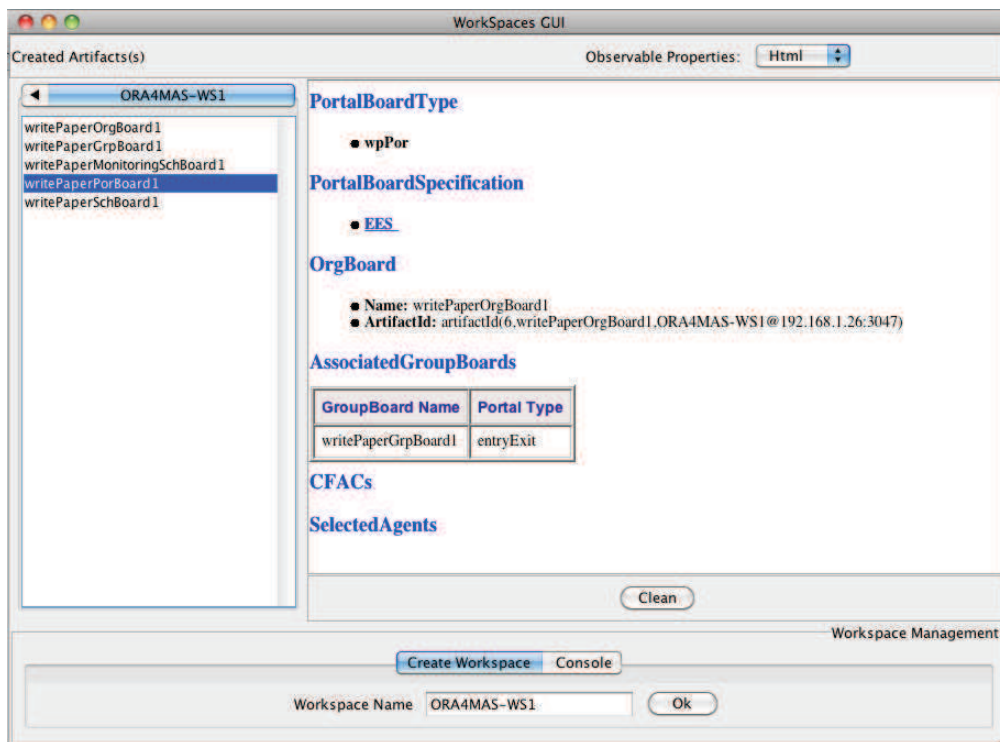 WorkSpaces GUI
Created Artifacts(s)
Observable Properties: Html
ORA4MAS-WS1
writePaperOrgBoard1
writePaperGrpBoard1
writePaperMonitoringSchBoard1
writePaperPorBoard1
writePaperSchBoard1
PortalBoardType
wpPor
PortalBoardSpecification
EES
OrgBoard
Name: writePaperOrgBoard1
ArtifactId: artifactId(6,writePaperOrgBoard1,ORA4MAS-WS1@192.168.1.26:3047)
AssociatedGroupBoards
GroupBoard Name Portal Type
writePaperGrpBoard1 entryExit
CFACs
SelectedAgents
Clean
Workspace Management
Create Workspace Console
Workspace Name ORA4MAS-WS1 Ok